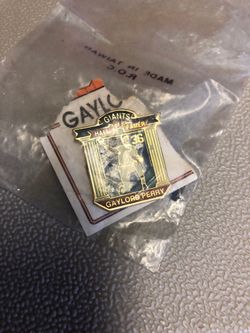 MADE IN TAIWAN
R.O.C.
GAYLO
GIANTS
36
GAYLORD PERRY